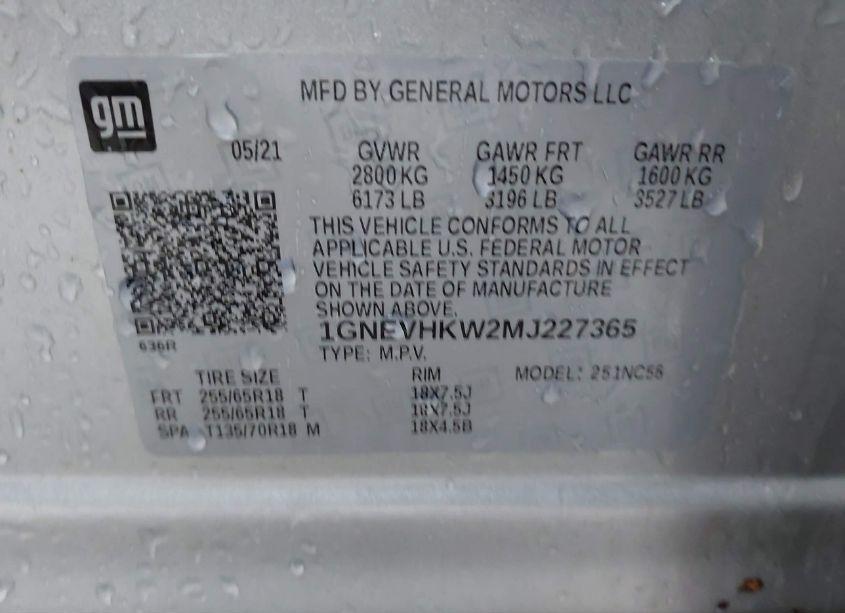 gm
MFD BY GENERAL MOTORS LLC
05/21 GVWR GAWR FRT GAWR RR
2800 KG 1450 KG 1600 KG
6173 LB 3196 LB 3527 LB
THIS VEHICLE CONFORMS TO ALL
APPLICABLE U.S. FEDERAL MOTOR
VEHICLE SAFETY STANDARDS IN EFFECT
ON THE DATE OF MANUFACTURE
SHOWN ABOVE.
1GNEVHKW2MJ227365
636R
TYPE: M.P.V.
TIRE SIZE RIM MODEL: 251NC56
FRT 255/65R18 T 18X7.5J
RR 255/65R18 T 18X7.5J
SPA T135/70R18 M 18X4.5B